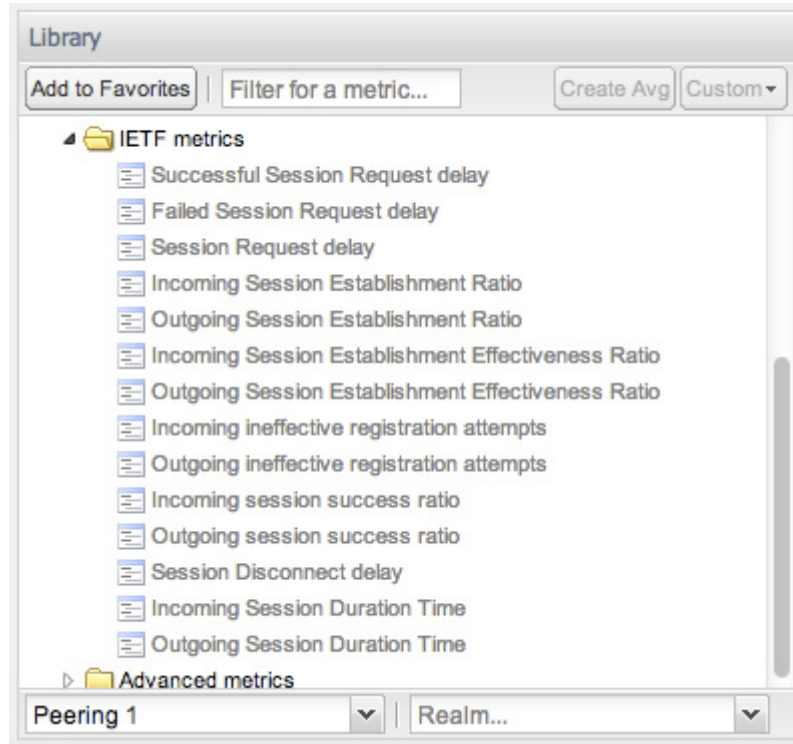 Library
Add to Favorites | Filter for a metric... Create Avg Custom
IETF metrics
Successful Session Request delay
Failed Session Request delay
Session Request delay
Incoming Session Establishment Ratio
Outgoing Session Establishment Ratio
Incoming Session Establishment Effectiveness Ratio
Outgoing Session Establishment Effectiveness Ratio
Incoming ineffective registration attempts
Outgoing ineffective registration attempts
Incoming session success ratio
Outgoing session success ratio
Session Disconnect delay
Incoming Session Duration Time
Outgoing Session Duration Time
Advanced metrics
Peering 1 | Realm...